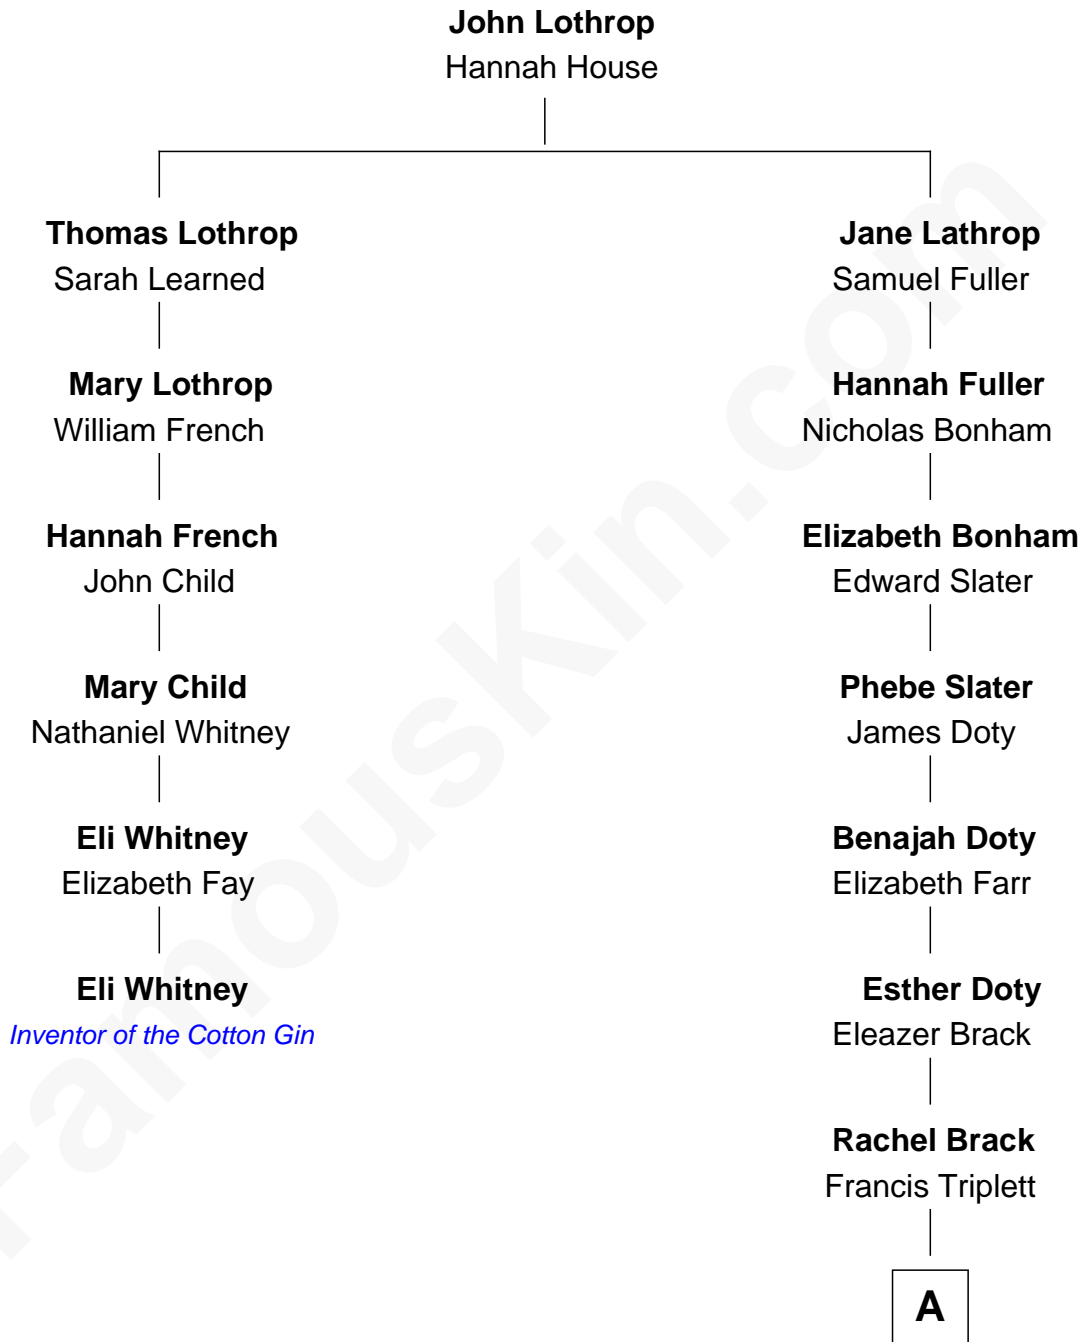 John Lothrop
Hannah House
Thomas Lothrop
Sarah Learned
Jane Lathrop
Samuel Fuller
Mary Lothrop
William French
Hannah Fuller
Nicholas Bonham
Hannah French
John Child
Elizabeth Bonham
Edward Slater
Mary Child
Nathaniel Whitney
Phebe Slater
James Doty
Eli Whitney
Elizabeth Fay
Benajah Doty
Elizabeth Farr
Eli Whitney
Inventor of the Cotton Gin
Esther Doty
Eleazer Brack
Rachel Brack
Francis Triplett
A
FamousKin.com